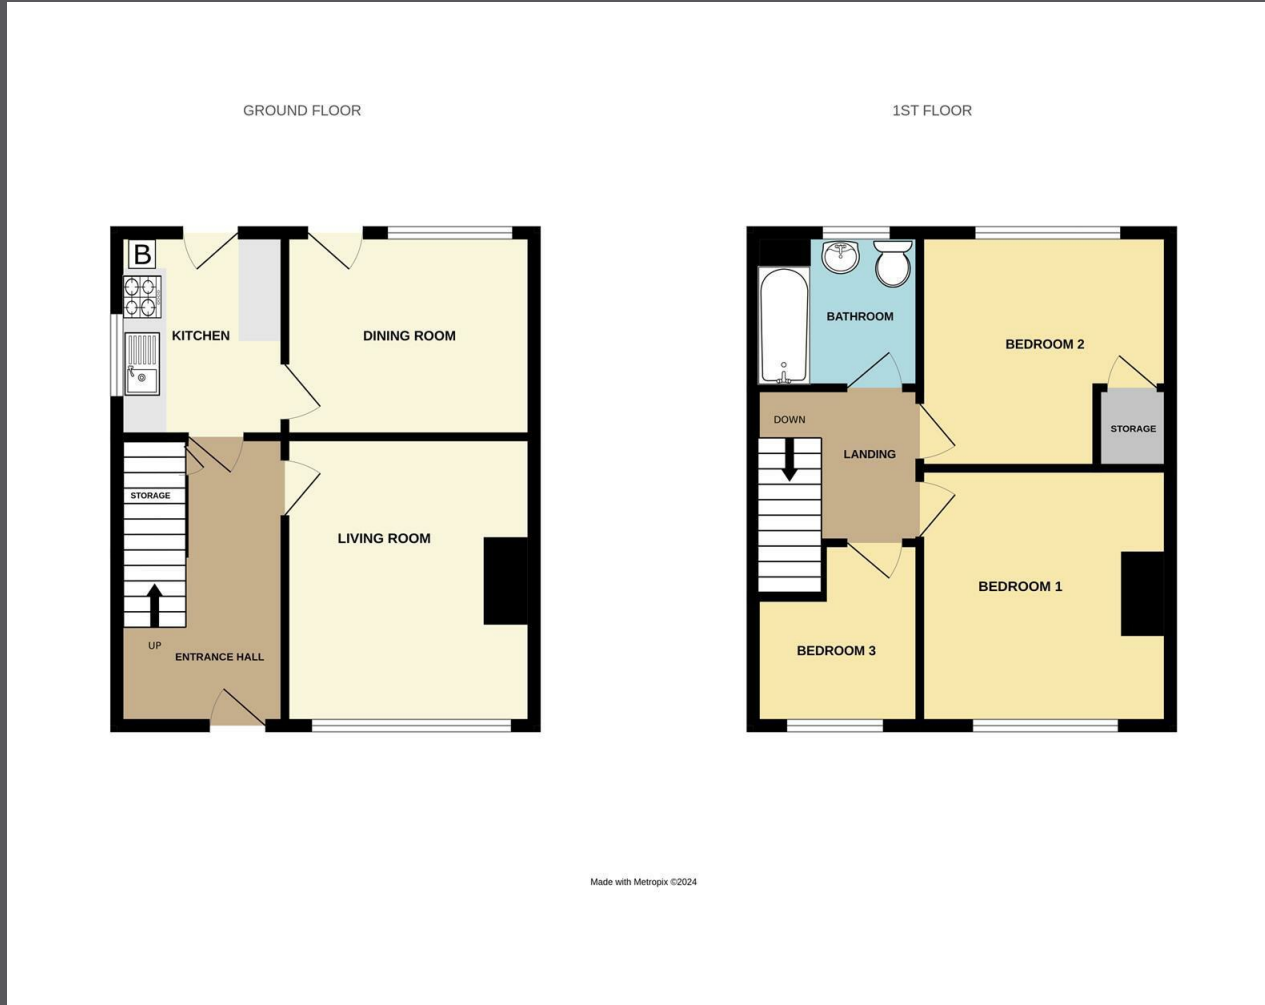 GROUND FLOOR
B
KITCHEN
DINING ROOM
STORAGE
LIVING ROOM
UP
ENTRANCE HALL
1ST FLOOR
BATHROOM
BEDROOM 2
DOWN
STORAGE
LANDING
BEDROOM 1
BEDROOM 3
Made with Metropix ©2024